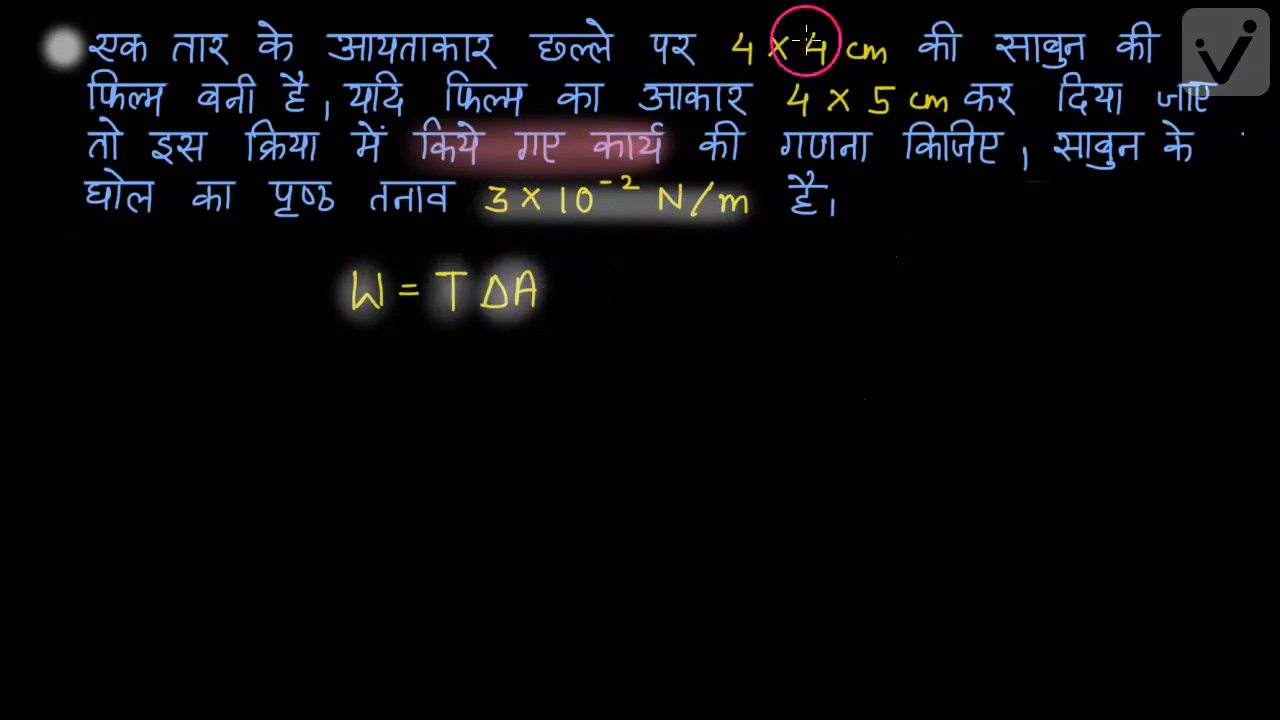 एक तार के आयताकार छल्ले पर 4 × 4 cm की साबुन की
फिल्म बनी है, यदि फिल्म का आकार 4 × 5 cm कर दिया जाए
तो इस क्रिया में किये गए कार्य की गणना किजिए, साबुन के
घोल का पृष्ठ तनाव 3 × 10⁻² N/m है।
W = T ΔA